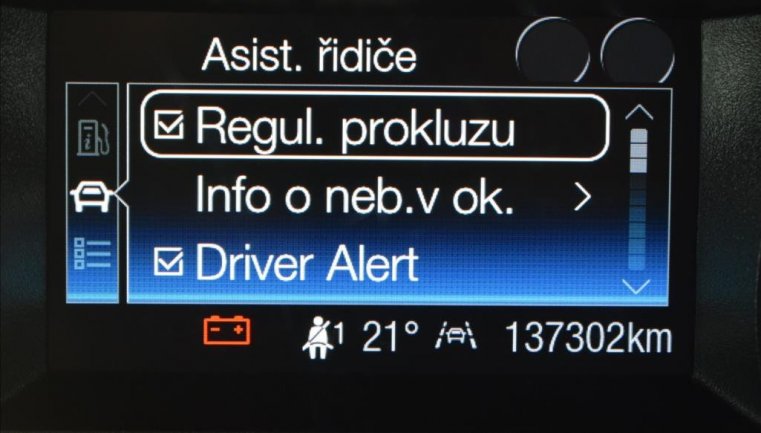 Asist. řidiče
Regul. prokluzu
Info o neb.v ok.
Driver Alert
1 21° 137302km